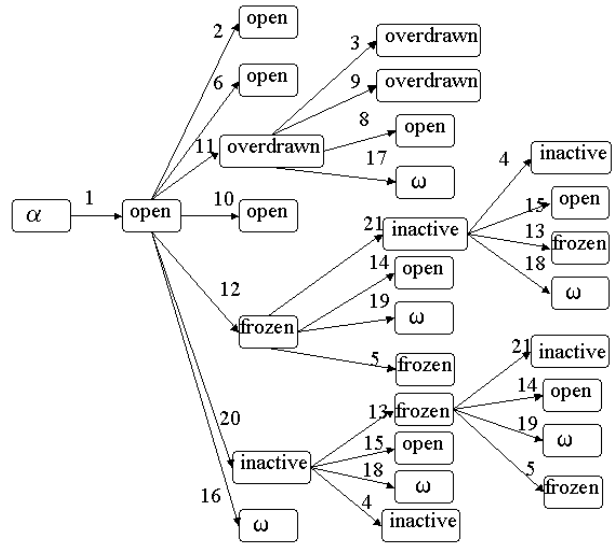 2
open
3
overdrawn
6
open
9
overdrawn
11
overdrawn
8
open
17
ω
4
inactive
α
1
open
10
open
21
inactive
15
open
13
frozen
18
ω
14
open
12
frozen
19
ω
5
frozen
21
inactive
20
inactive
13
frozen
14
open
15
open
19
ω
18
ω
5
frozen
16
ω
4
inactive